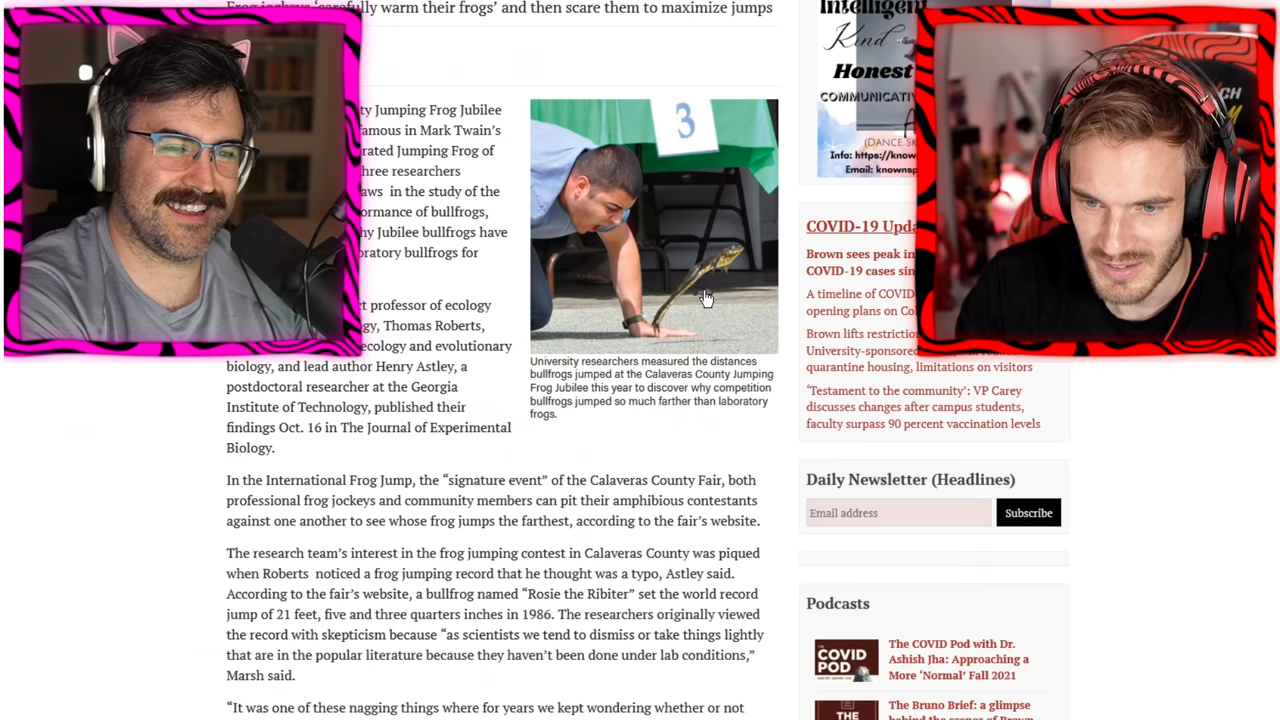 Frog jockeys ‘carefully warm their frogs’ and then scare them to maximize jumps
ty Jumping Frog Jubilee
amous in Mark Twain’s
rated Jumping Frog of
hree researchers
aws in the study of the
ormance of bullfrogs,
hy Jubilee bullfrogs have
oratory bullfrogs for
t professor of ecology
gy, Thomas Roberts,
ecology and evolutionary
biology, and lead author Henry Astley, a
postdoctoral researcher at the Georgia
Institute of Technology, published their
findings Oct. 16 in The Journal of Experimental
Biology.
3
University researchers measured the distances
bullfrogs jumped at the Calaveras County Jumping
Frog Jubilee this year to discover why competition
bullfrogs jumped so much farther than laboratory
frogs.
In the International Frog Jump, the “signature event” of the Calaveras County Fair, both
professional frog jockeys and community members can pit their amphibious contestants
against one another to see whose frog jumps the farthest, according to the fair’s website.
The research team’s interest in the frog jumping contest in Calaveras County was piqued
when Roberts noticed a frog jumping record that he thought was a typo, Astley said.
According to the fair’s website, a bullfrog named “Rosie the Ribiter” set the world record
jump of 21 feet, five and three quarters inches in 1986. The researchers originally viewed
the record with skepticism because “as scientists we tend to dismiss or take things lightly
that are in the popular literature because they haven’t been done under lab conditions,”
Marsh said.
“It was one of these nagging things where for years we kept wondering whether or not
Intelligent
Kind
Honest
COMMUNICATIV
(DANCE SK
Info: https://know
Email: knownsp
COVID-19 Upda
Brown sees peak in
COVID-19 cases sin
A timeline of COVID
opening plans on Co
Brown lifts restrictio
University-sponsored
quarantine housing, limitations on visitors
‘Testament to the community’: VP Carey
discusses changes after campus students,
faculty surpass 90 percent vaccination levels
Daily Newsletter (Headlines)
Email address
Subscribe
Podcasts
THE
COVID
POD
The COVID Pod with Dr.
Ashish Jha: Approaching a
More ‘Normal’ Fall 2021
THE
The Bruno Brief: a glimpse
behind the scenes of Brown